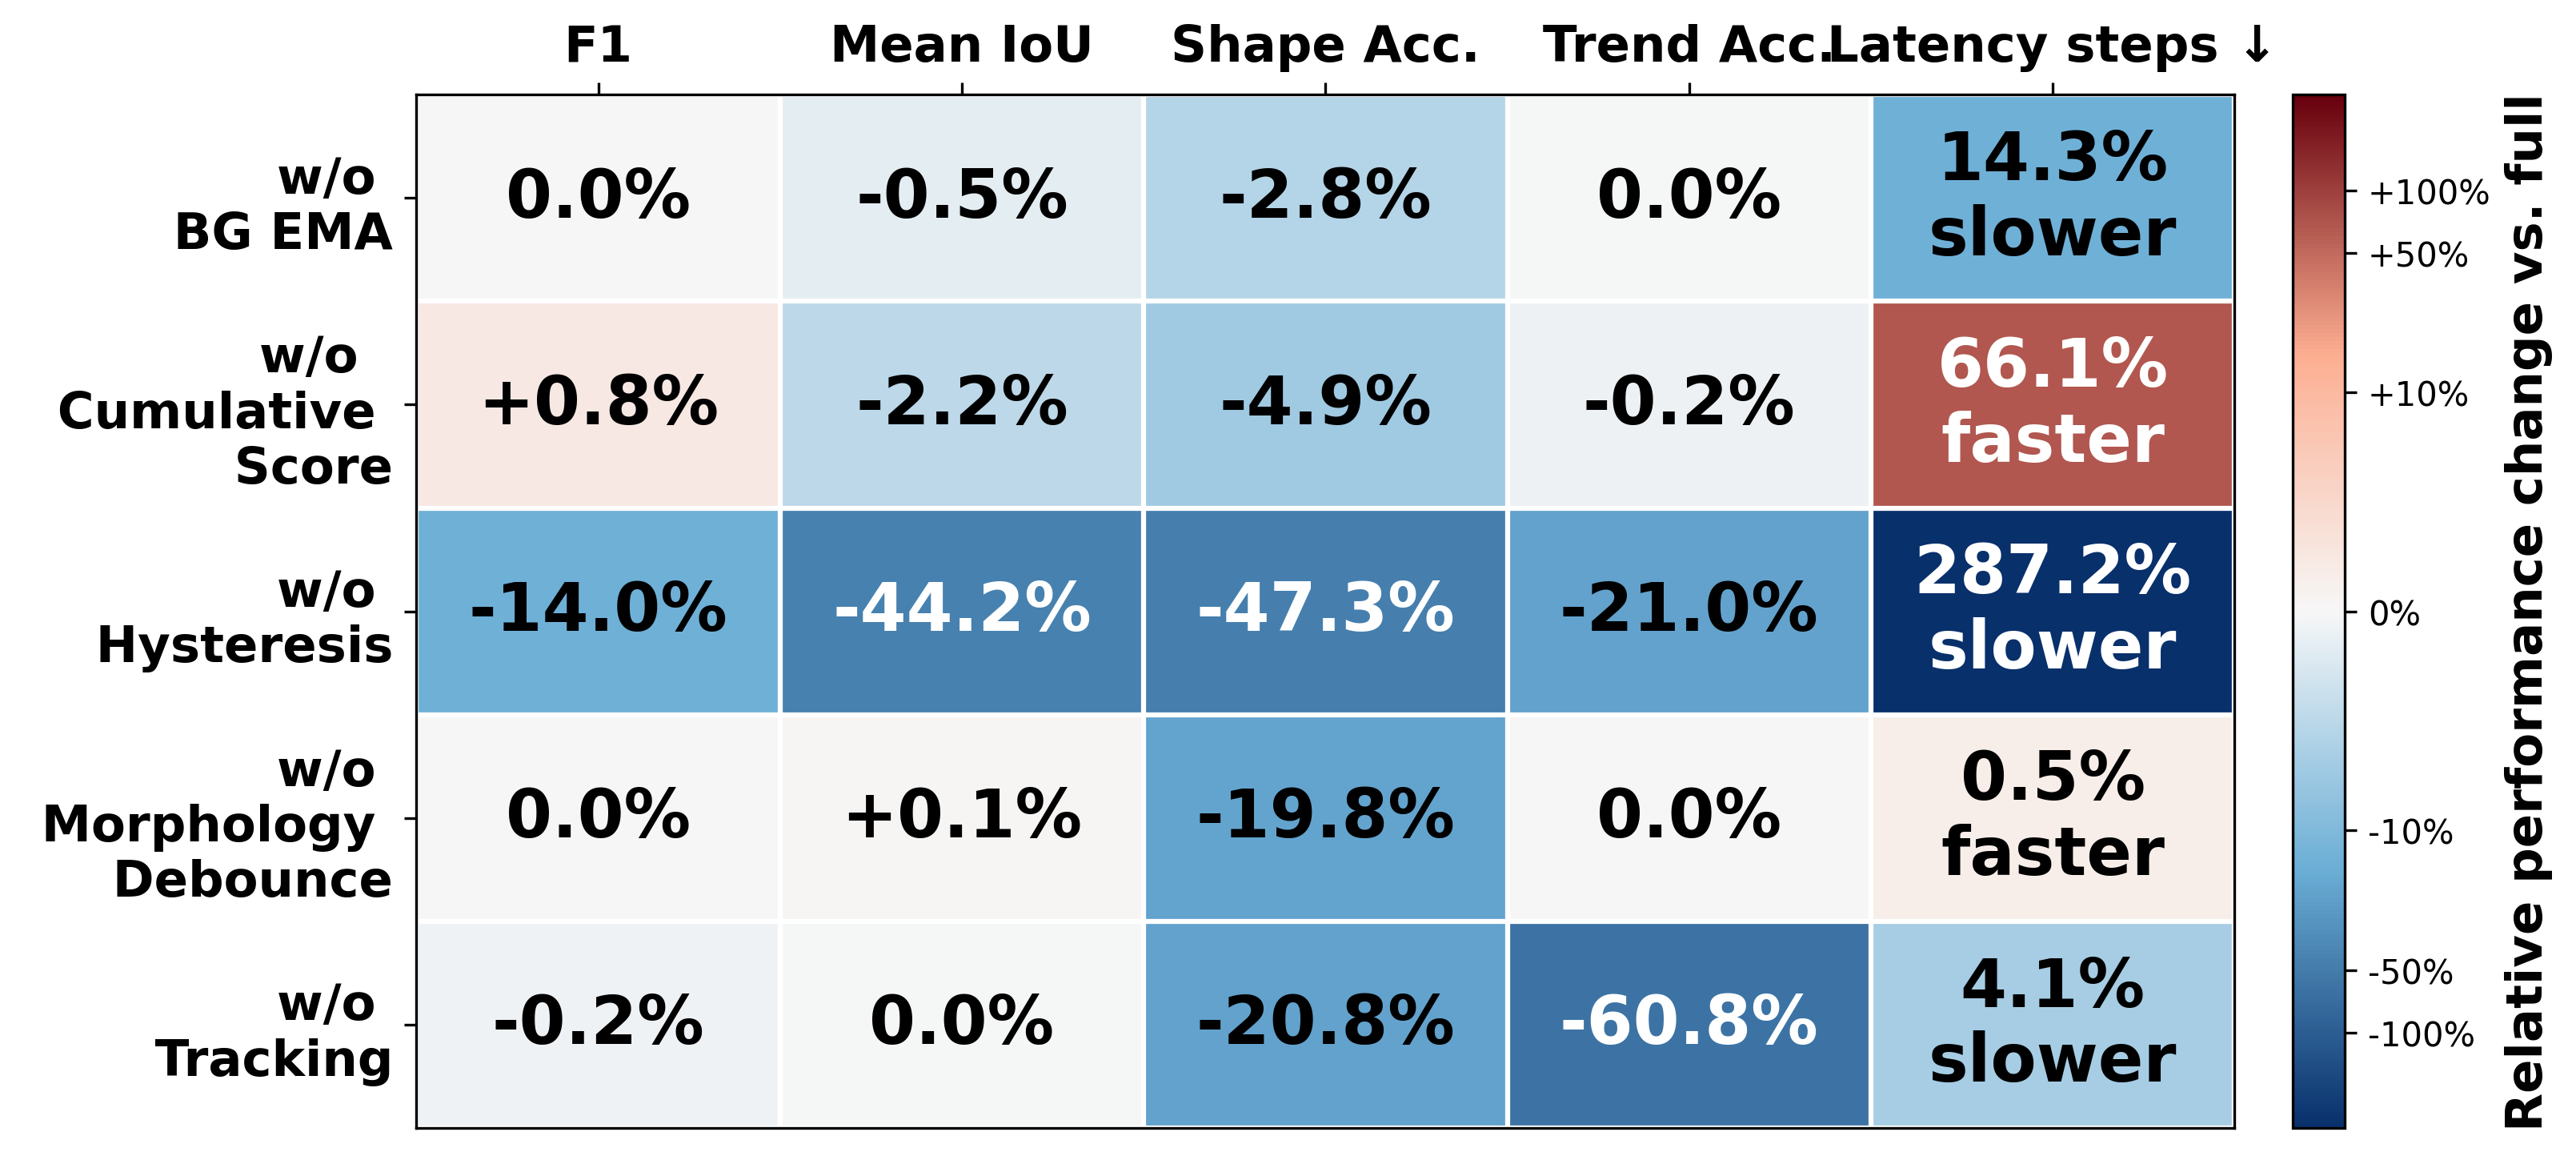 F1 Mean IoU Shape Acc. Trend Acc. Latency steps ↓
w/o
BG EMA
0.0% -0.5% -2.8% 0.0% 14.3%
slower
w/o
Cumulative
Score
+0.8% -2.2% -4.9% -0.2% 66.1%
faster
w/o
Hysteresis
-14.0% -44.2% -47.3% -21.0% 287.2%
slower
w/o
Morphology
Debounce
0.0% +0.1% -19.8% 0.0% 0.5%
faster
w/o
Tracking
-0.2% 0.0% -20.8% -60.8% 4.1%
slower
+100%
+50%
+10%
0%
-10%
-50%
-100%
Relative performance change vs. full